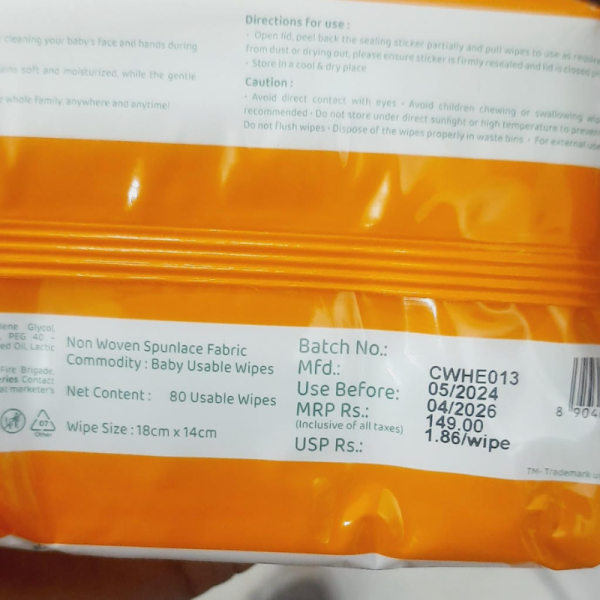 Directions for use :
· Open lid, peel back the sealing sticker partially and pull wipes to use as
from dust or drying out, please ensure sticker is firmly resealed and lid is closed
· Store in a cool & dry place
cleaning your baby's face and hands during
soft and moisturized, while the gentle
whole family, anywhere and anytime!
Caution :
· Avoid direct contact with eyes · Avoid children chewing or swallowing
recommended · Do not store under direct sunlight or high temperature to
Do not flush wipes · Dispose of the wipes properly in waste bins · For external
Glycol,
PEG 40 -
Oil, Lactic
Fire Brigade,
Contact
marketer's
07
Other
Non Woven Spunlace Fabric
Commodity : Baby Usable Wipes
Net Content : 80 Usable Wipes
Wipe Size : 18cm x 14cm
Batch No.: CWHE013
Mfd.: 05/2024
Use Before: 04/2026
MRP Rs.: 149.00
(Inclusive of all taxes)
USP Rs.: 1.86/wipe
8 904
TM- Trademark